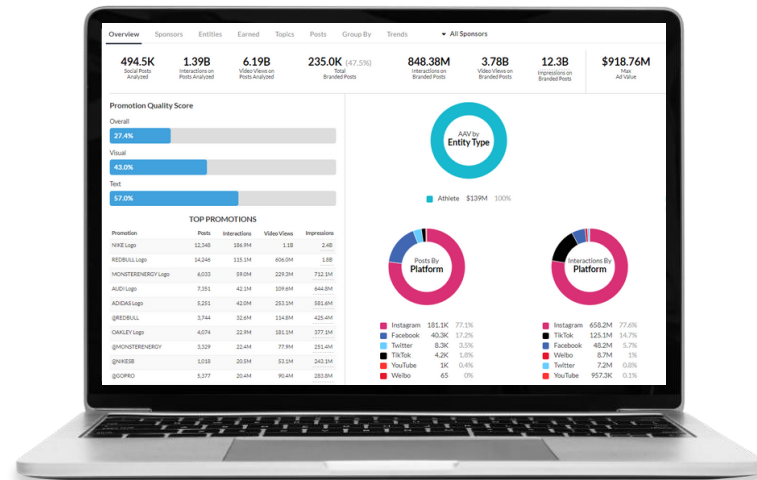 Overview Sponsors Entities Earned Topics Posts Group By Trends All Sponsors
494.5K 1.39B 6.19B 235.0K (47.5%) 848.38M 3.78B 12.3B $918.76M
Social Posts Interactions on Video Views on Total Interactions on Video Views on Impressions on Max
Analyzed Posts Analyzed Posts Analyzed Branded Posts Branded Posts Branded Posts Branded Posts Ad Value
Promotion Quality Score
Overall
27.4%
Visual
43.0%
Text
57.0%
AAV by
Entity Type
Athlete $139M 100%
TOP PROMOTIONS
Promotion Posts Interactions Video Views Impressions
NIKE Logo 12,348 186.9M 1.1B 2.4B
REDBULL Logo 14,246 115.1M 606.0M 1.8B
MONSTERENERGY Logo 6,033 59.0M 229.3M 712.1M
AUDI Logo 7,351 42.1M 109.6M 644.8M
ADIDAS Logo 5,251 42.0M 253.1M 581.6M
@REDBULL 3,744 32.6M 114.8M 425.4M
OAKLEY Logo 4,074 22.9M 181.1M 377.1M
@MONSTERENERGY 3,329 22.4M 77.9M 251.4M
@NIKESB 1,018 20.5M 53.1M 243.1M
@GOPRO 5,377 20.4M 90.4M 283.8M
Posts By
Platform
Instagram 181.1K 77.1%
Facebook 40.3K 17.2%
Twitter 8.3K 3.5%
TikTok 4.2K 1.8%
YouTube 1K 0.4%
Weibo 65 0%
Interactions By
Platform
Instagram 658.2M 77.6%
TikTok 125.1M 14.7%
Facebook 48.2M 5.7%
Weibo 8.7M 1%
Twitter 7.2M 0.8%
YouTube 957.3K 0.1%